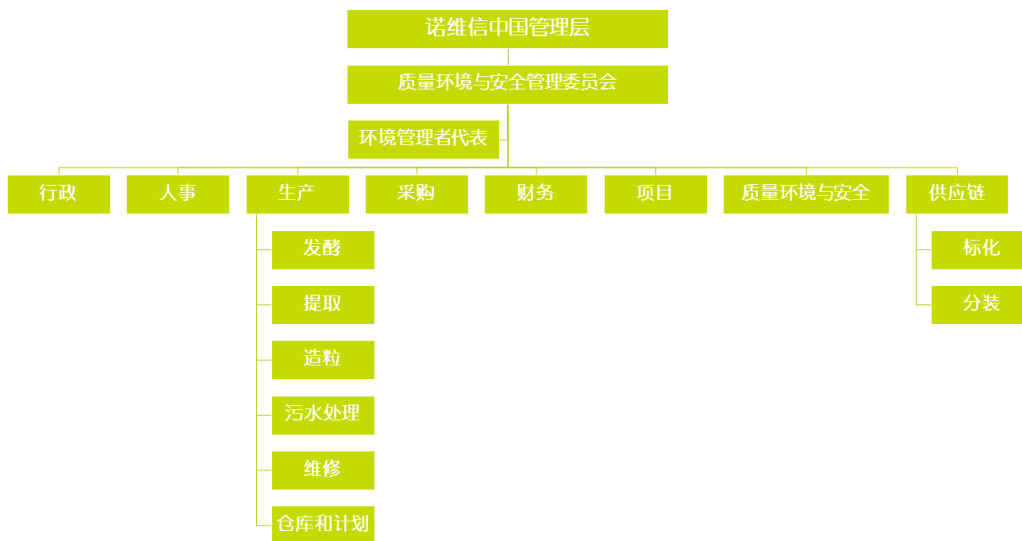 诺维信中国管理层
质量环境与安全管理委员会
环境管理者代表
行政
人事
生产
采购
财务
项目
质量环境与安全
供应链
发酵
提取
造粒
污水处理
维修
仓库和计划
标化
分装